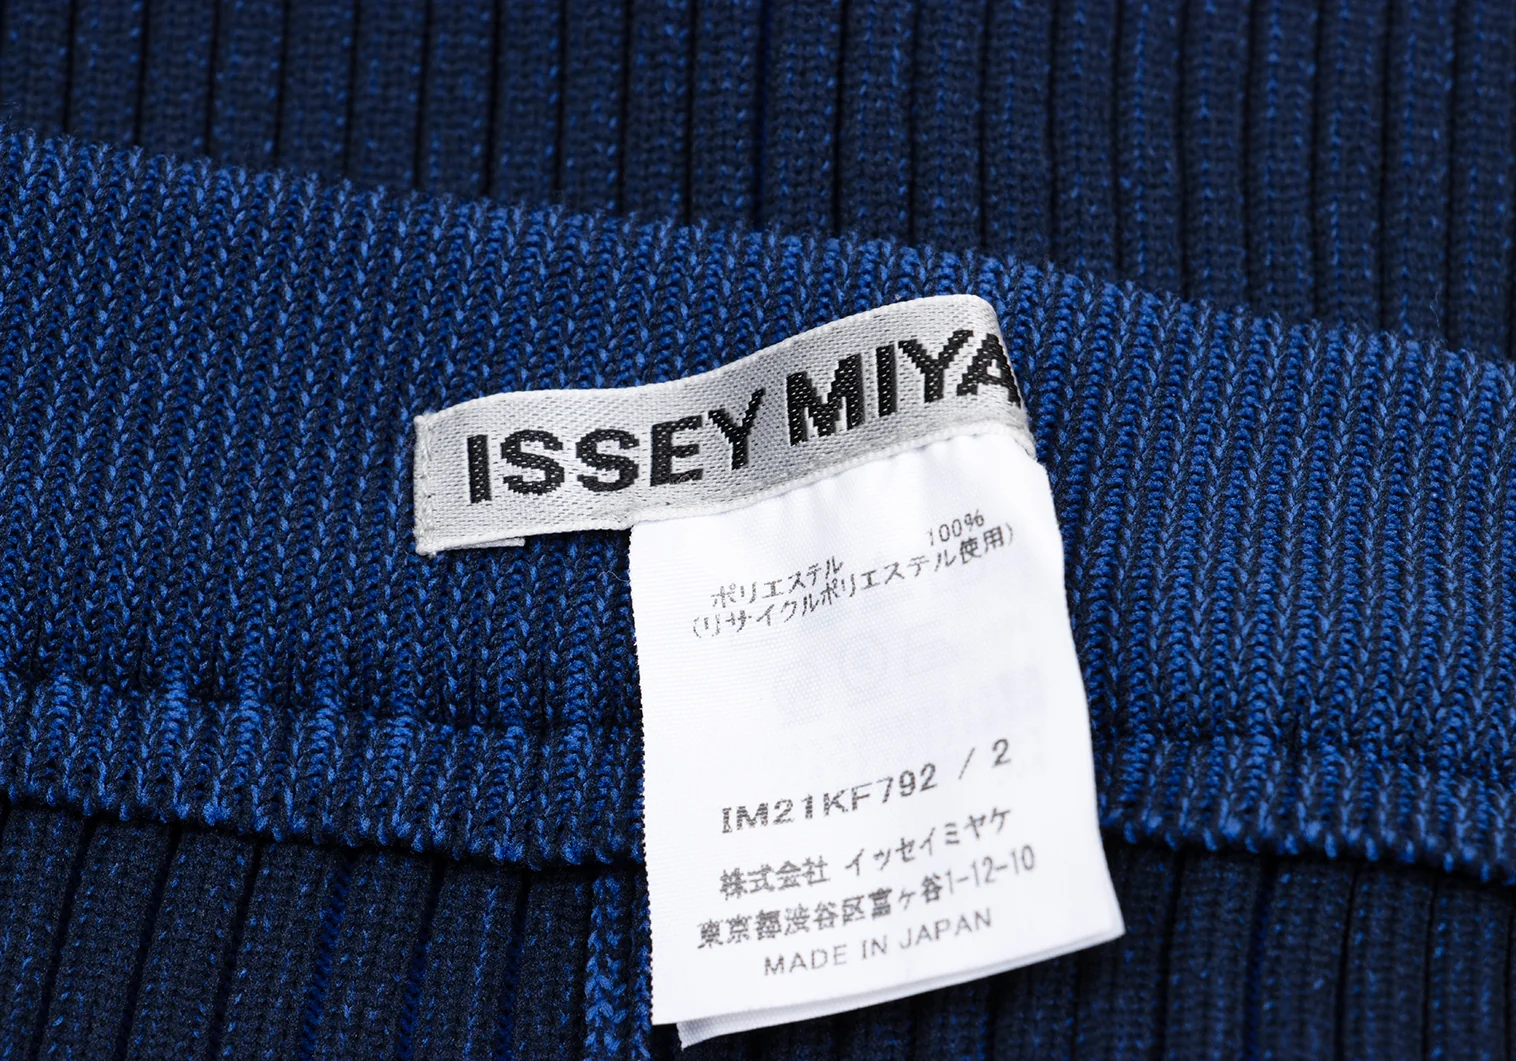 ISSEY MIYA
100%
ポリエステル
(リサイクルポリエステル使用)
IM21KF792 / 2
株式会社 イッセイミヤケ
東京都渋谷区富ヶ谷1-12-10
MADE IN JAPAN